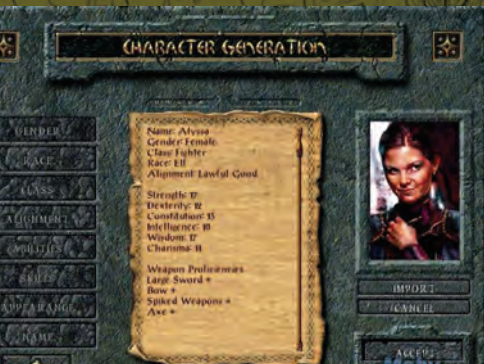 CHARACTER GENERATION
GENDER
RACE
CLASS
ALIGNMENT
ABILITIES
SKILLS
APPEARANCE
NAME
Name: Alyssa
Gender: Female
Class: Fighter
Race: Elf
Alignment: Lawful Good
Strength: 17
Dexterity: 12
Constitution: 15
Intelligence: 10
Wisdom: 17
Charisma: 11
Weapon Proficiencies
Large Sword +
Bow +
Spiked Weapons +
Axe +
IMPORT
CANCEL
ACCEPT